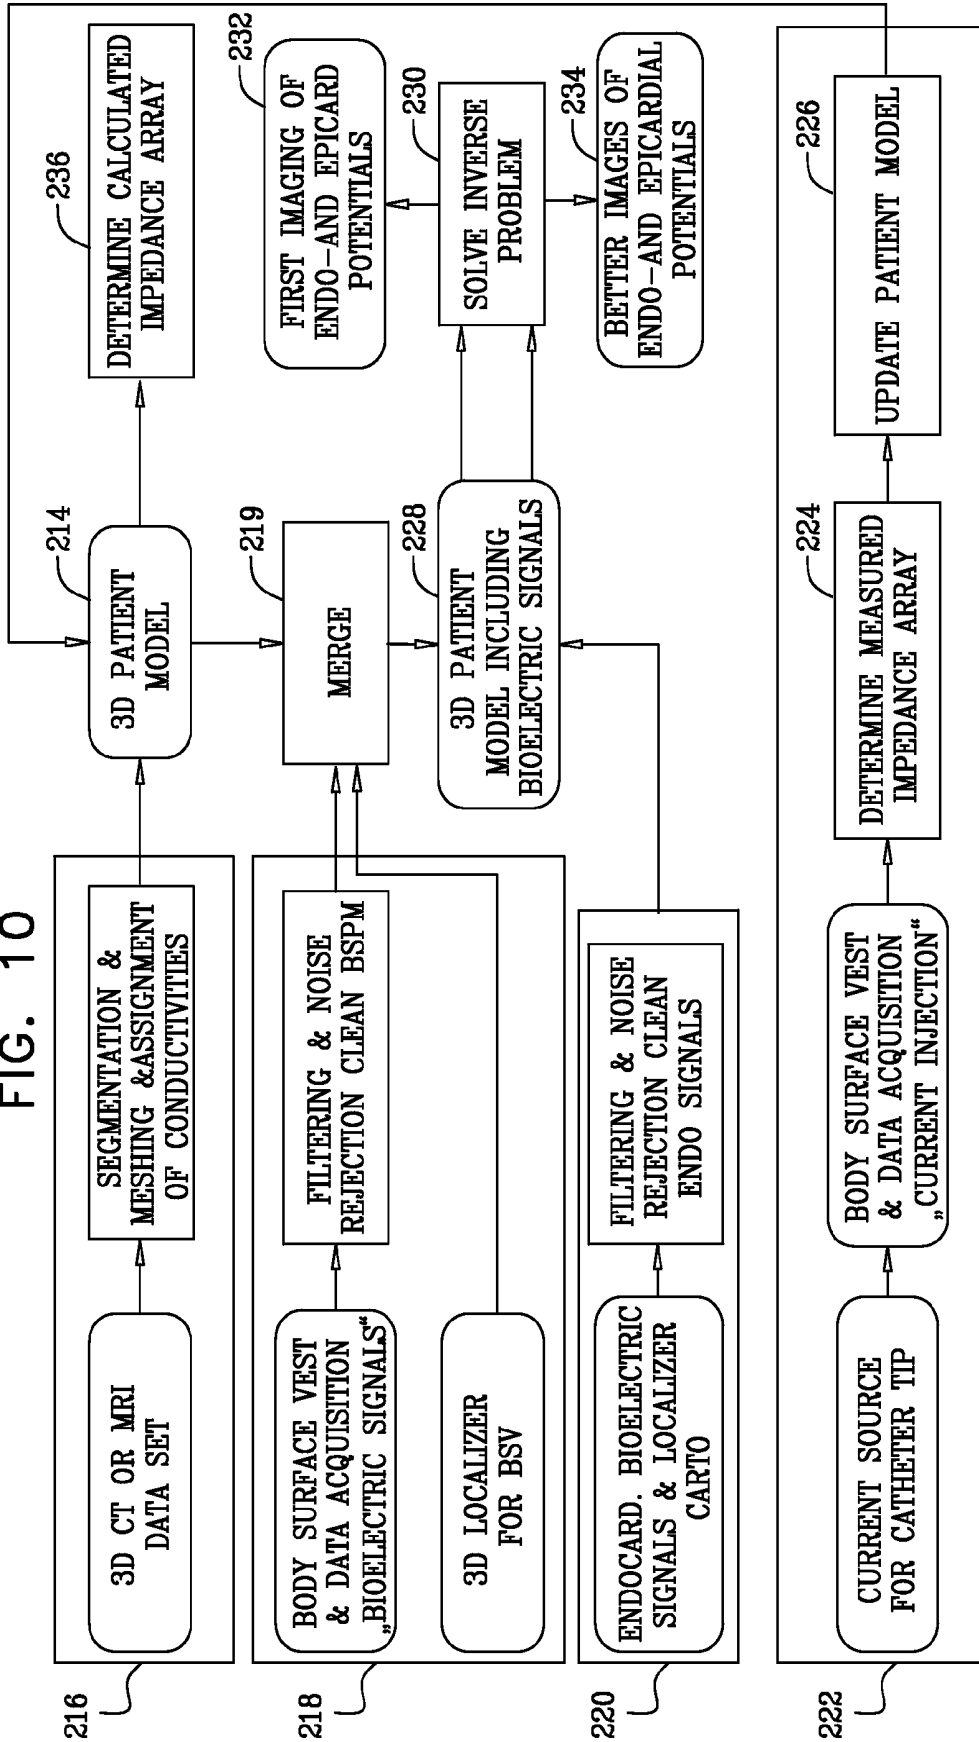 FIG. 10
216
3D CT OR MRI
DATA SET
SEGMENTATION &
MESHING &ASSIGNMENT
OF CONDUCTIVITIES
214
3D PATIENT
MODEL
236
DETERMINE CALCULATED
IMPEDANCE ARRAY
218
BODY SURFACE VEST
& DATA ACQUISITION
„BIOELECTRIC SIGNALS“
FILTERING & NOISE
REJECTION CLEAN BSPM
3D LOCALIZER
FOR BSV
219
MERGE
232
FIRST IMAGING OF
ENDO-AND EPICARD
POTENTIALS
228
3D PATIENT
MODEL INCLUDING
BIOELECTRIC SIGNALS
230
SOLVE INVERSE
PROBLEM
234
BETTER IMAGES OF
ENDO-AND EPICARDIAL
POTENTIALS
220
ENDOCARD. BIOELECTRIC
SIGNALS & LOCALIZER
CARTO
FILTERING & NOISE
REJECTION CLEAN
ENDO SIGNALS
222
CURRENT SOURCE
FOR CATHETER TIP
BODY SURFACE VEST
& DATA ACQUISITION
„CURRENT INJECTION“
224
DETERMINE MEASURED
IMPEDANCE ARRAY
226
UPDATE PATIENT MODEL